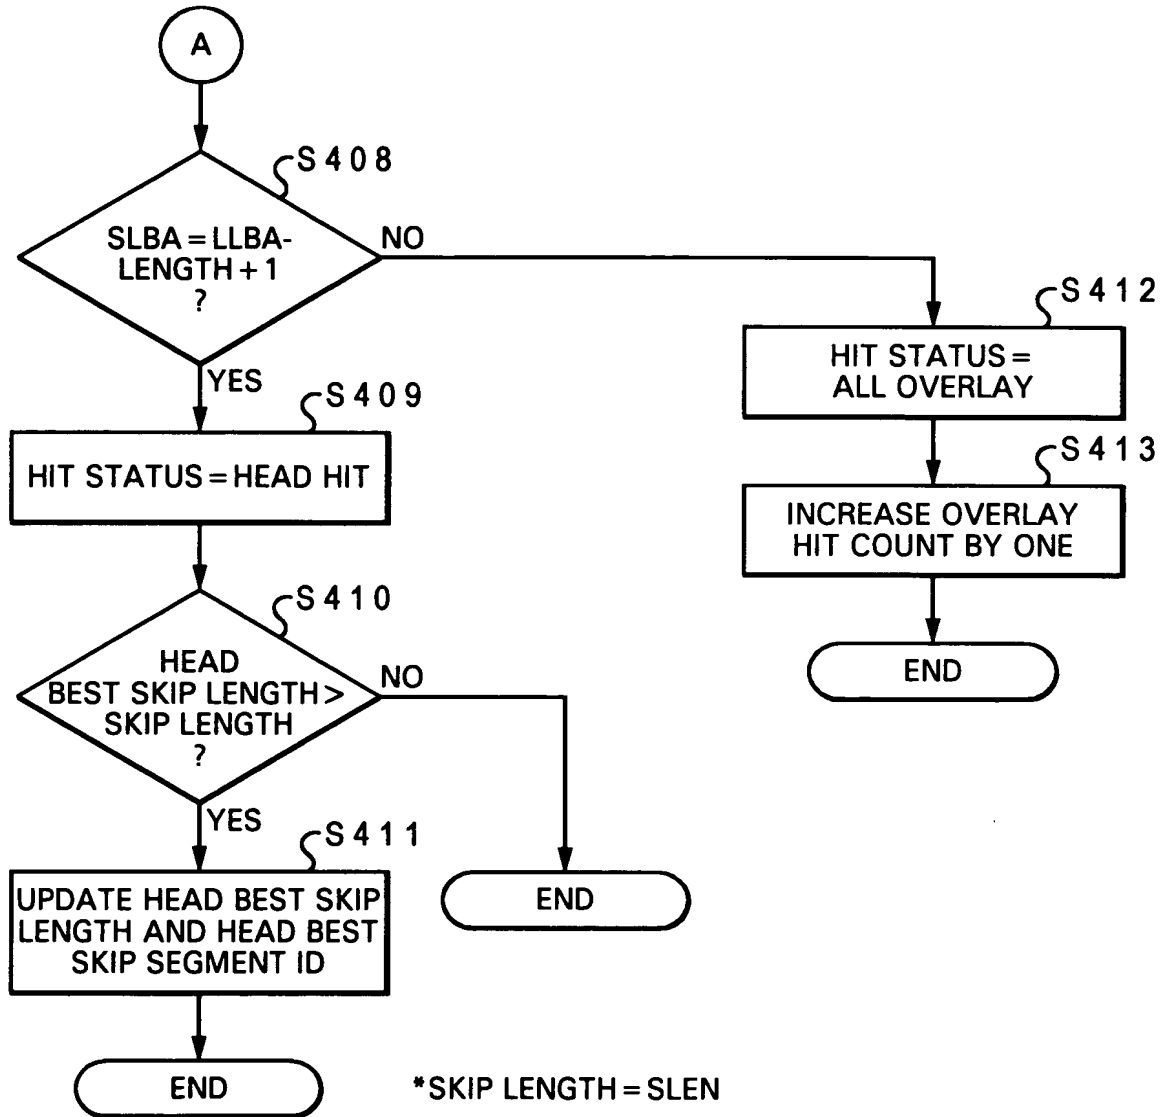 A
S408
SLBA=LLBA-
LENGTH+1
?
NO
YES
S412
HIT STATUS=
ALL OVERLAY
S409
HIT STATUS=HEAD HIT
S413
INCREASE OVERLAY
HIT COUNT BY ONE
END
S410
HEAD
BEST SKIP LENGTH>
SKIP LENGTH
?
NO
YES
S411
UPDATE HEAD BEST SKIP
LENGTH AND HEAD BEST
SKIP SEGMENT ID
END
END
*SKIP LENGTH=SLEN